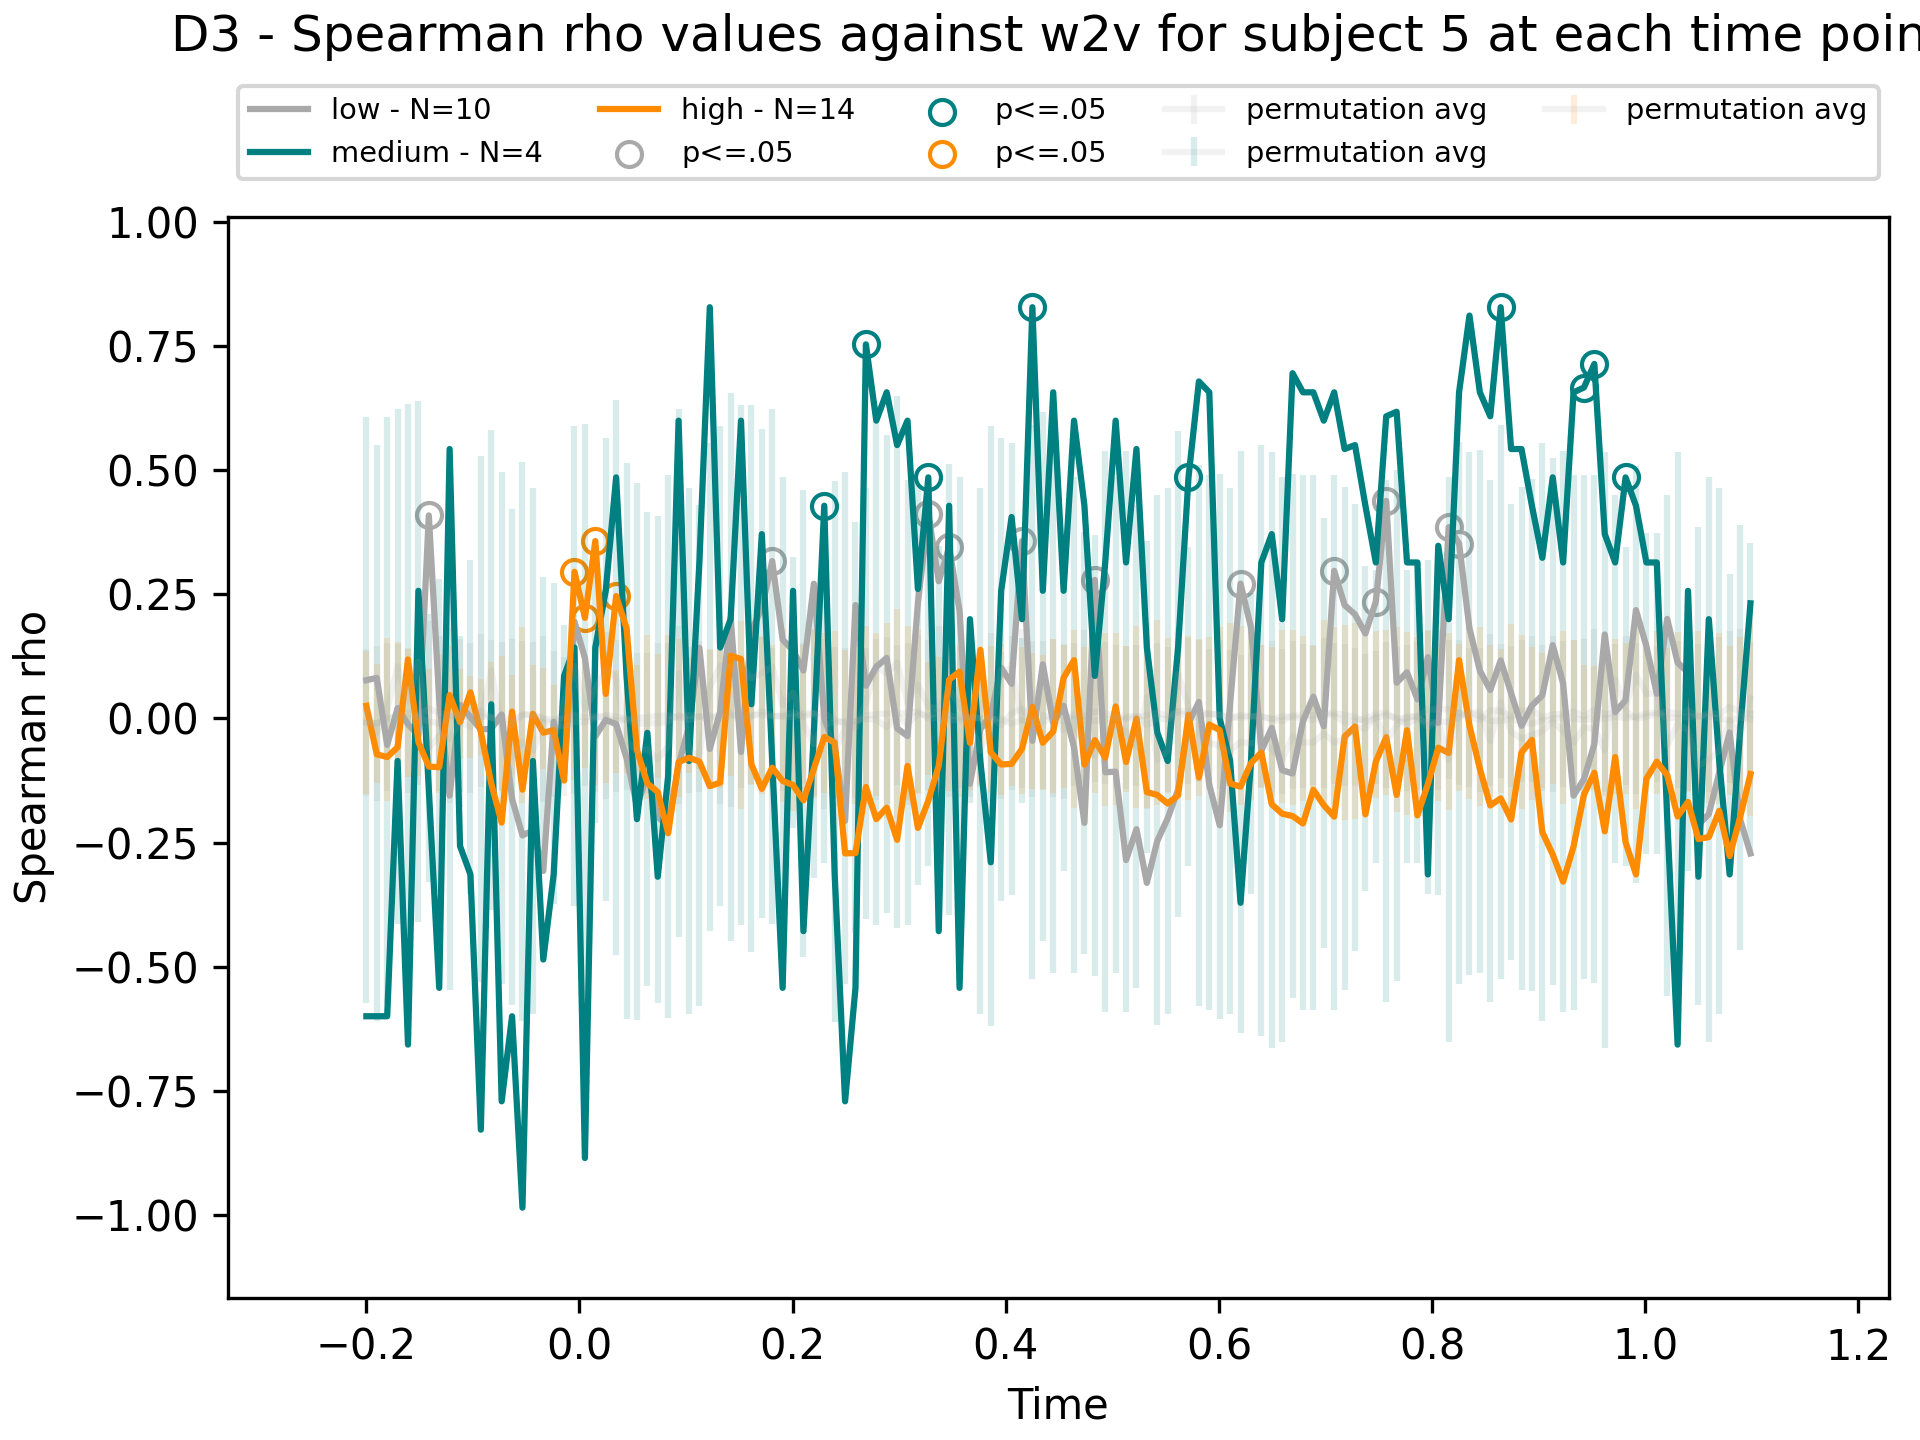 D3 - Spearman rho values against w2v for subject 5 at each time poin
low - N=10 high - N=14 p<=.05 permutation avg permutation avg
medium - N=4 p<=.05 p<=.05 permutation avg
1.00
0.75
0.50
0.25
0.00
−0.25
−0.50
−0.75
−1.00
Spearman rho
−0.2 0.0 0.2 0.4 0.6 0.8 1.0 1.2
Time